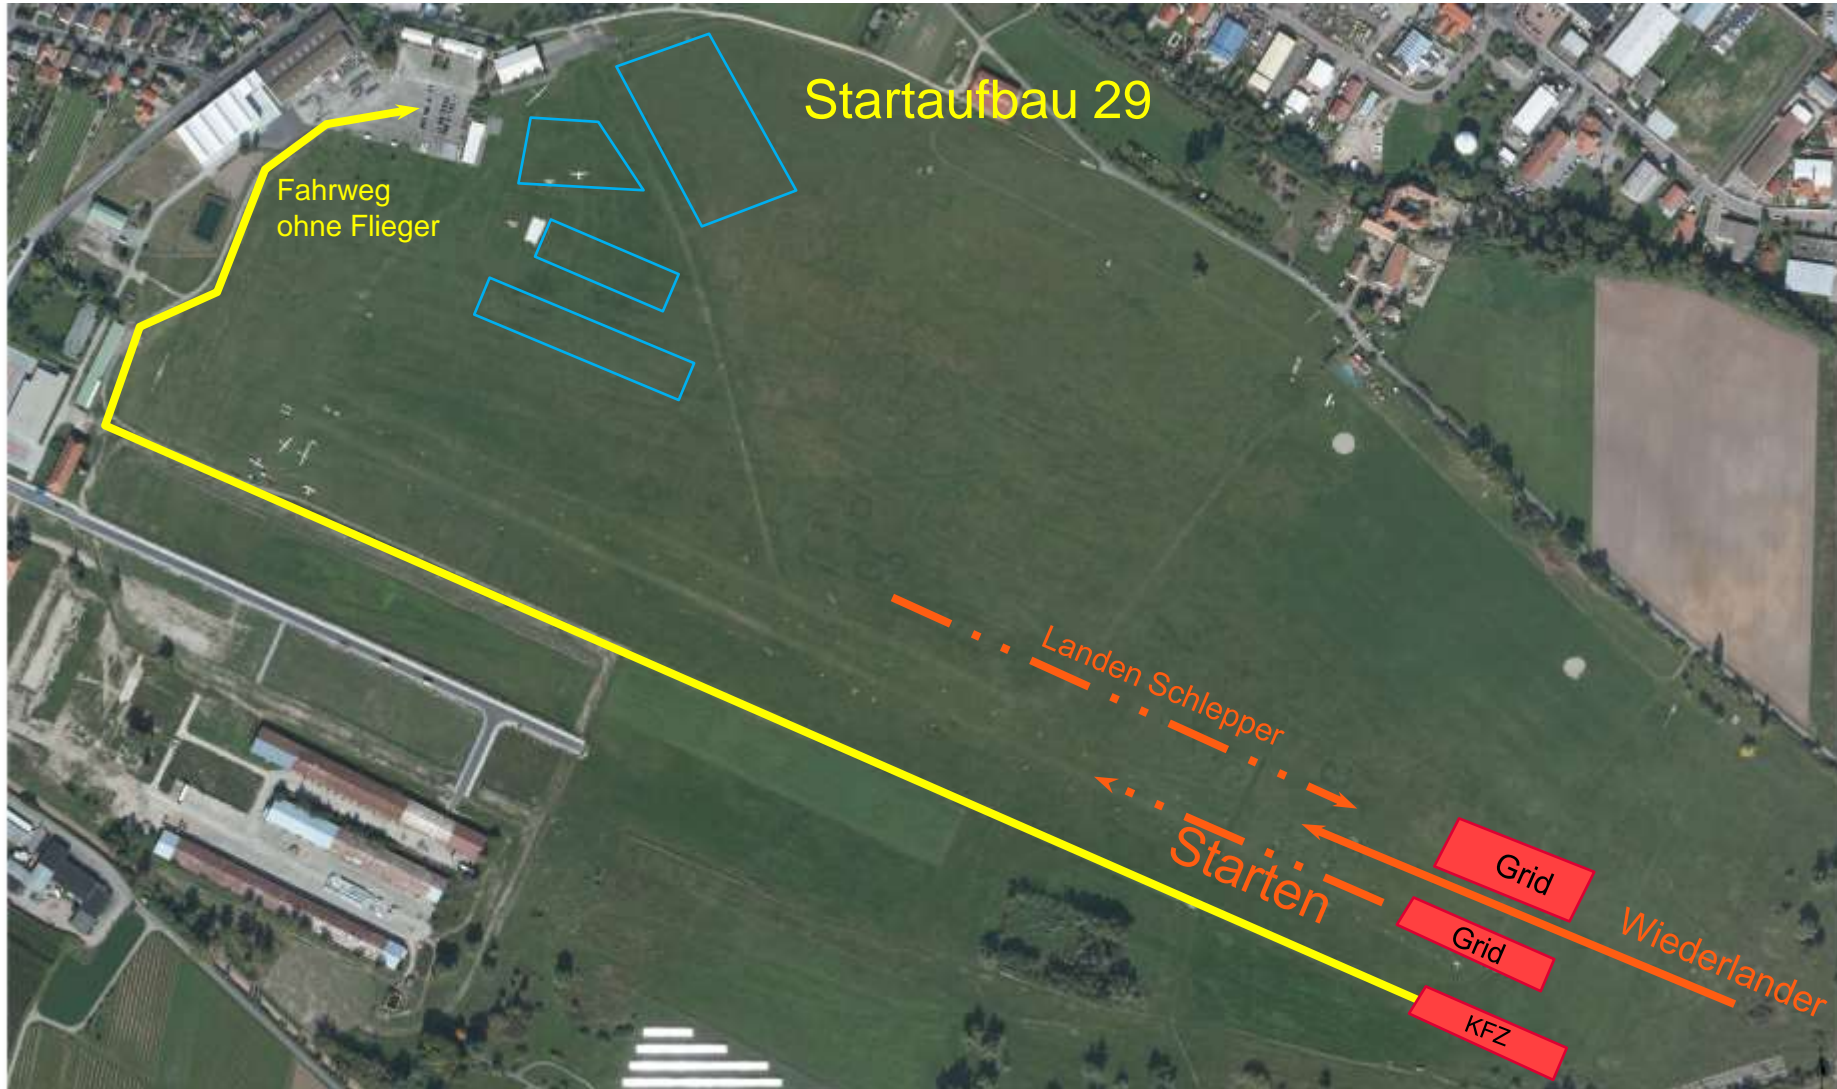 Startaufbau 29
Fahrweg
ohne Flieger
Landen Schlepper
Starten
Grid
Grid
Wiederlander
KFZ